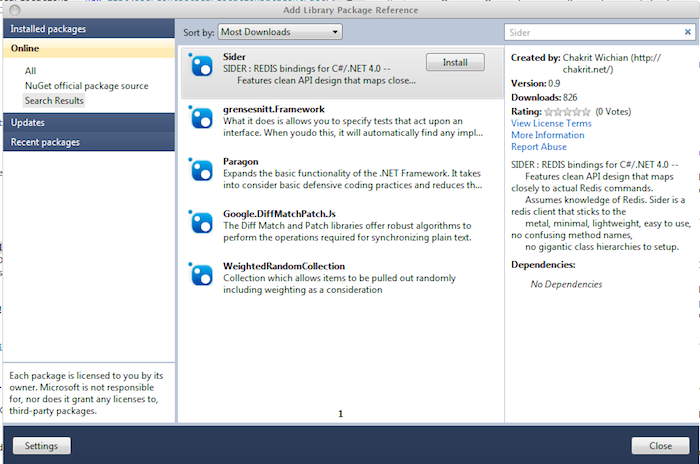 Add Library Package Reference
Installed packages
Online
All
NuGet official package source
Search Results
Updates
Recent packages
Each package is licensed to you by its
owner. Microsoft is not responsible
for, nor does it grant any licenses to,
third-party packages.
Sort by: Most Downloads
Sider
SIDER : REDIS bindings for C#/.NET 4.0 --
Features clean API design that maps close...
Install
grensesnitt.Framework
What it does is allows you to specify tests that act upon an
interface. When youdo this, it will automatically find any impl...
Paragon
Expands the basic functionality of the .NET Framework. It takes
into consider basic defensive coding practices and reduces th...
Google.DiffMatchPatch.Js
The Diff Match and Patch libraries offer robust algorithms to
perform the operations required for synchronizing plain text.
WeightedRandomCollection
Collection which allows items to be pulled out randomly
including weighting as a consideration
1
Sider
Created by: Chakrit Wichian (http://
chakrit.net/)
Version: 0.9
Downloads: 826
Rating: (0 Votes)
View License Terms
More Information
Report Abuse
SIDER : REDIS bindings for C#/.NET 4.0 --
Features clean API design that maps
closely to actual Redis commands.
Assumes knowledge of Redis. Sider is a
redis client that sticks to the
metal, minimal, lightweight, easy to use,
no confusing method names,
no gigantic class hierarchies to setup.
Dependencies:
No Dependencies
Settings
Close